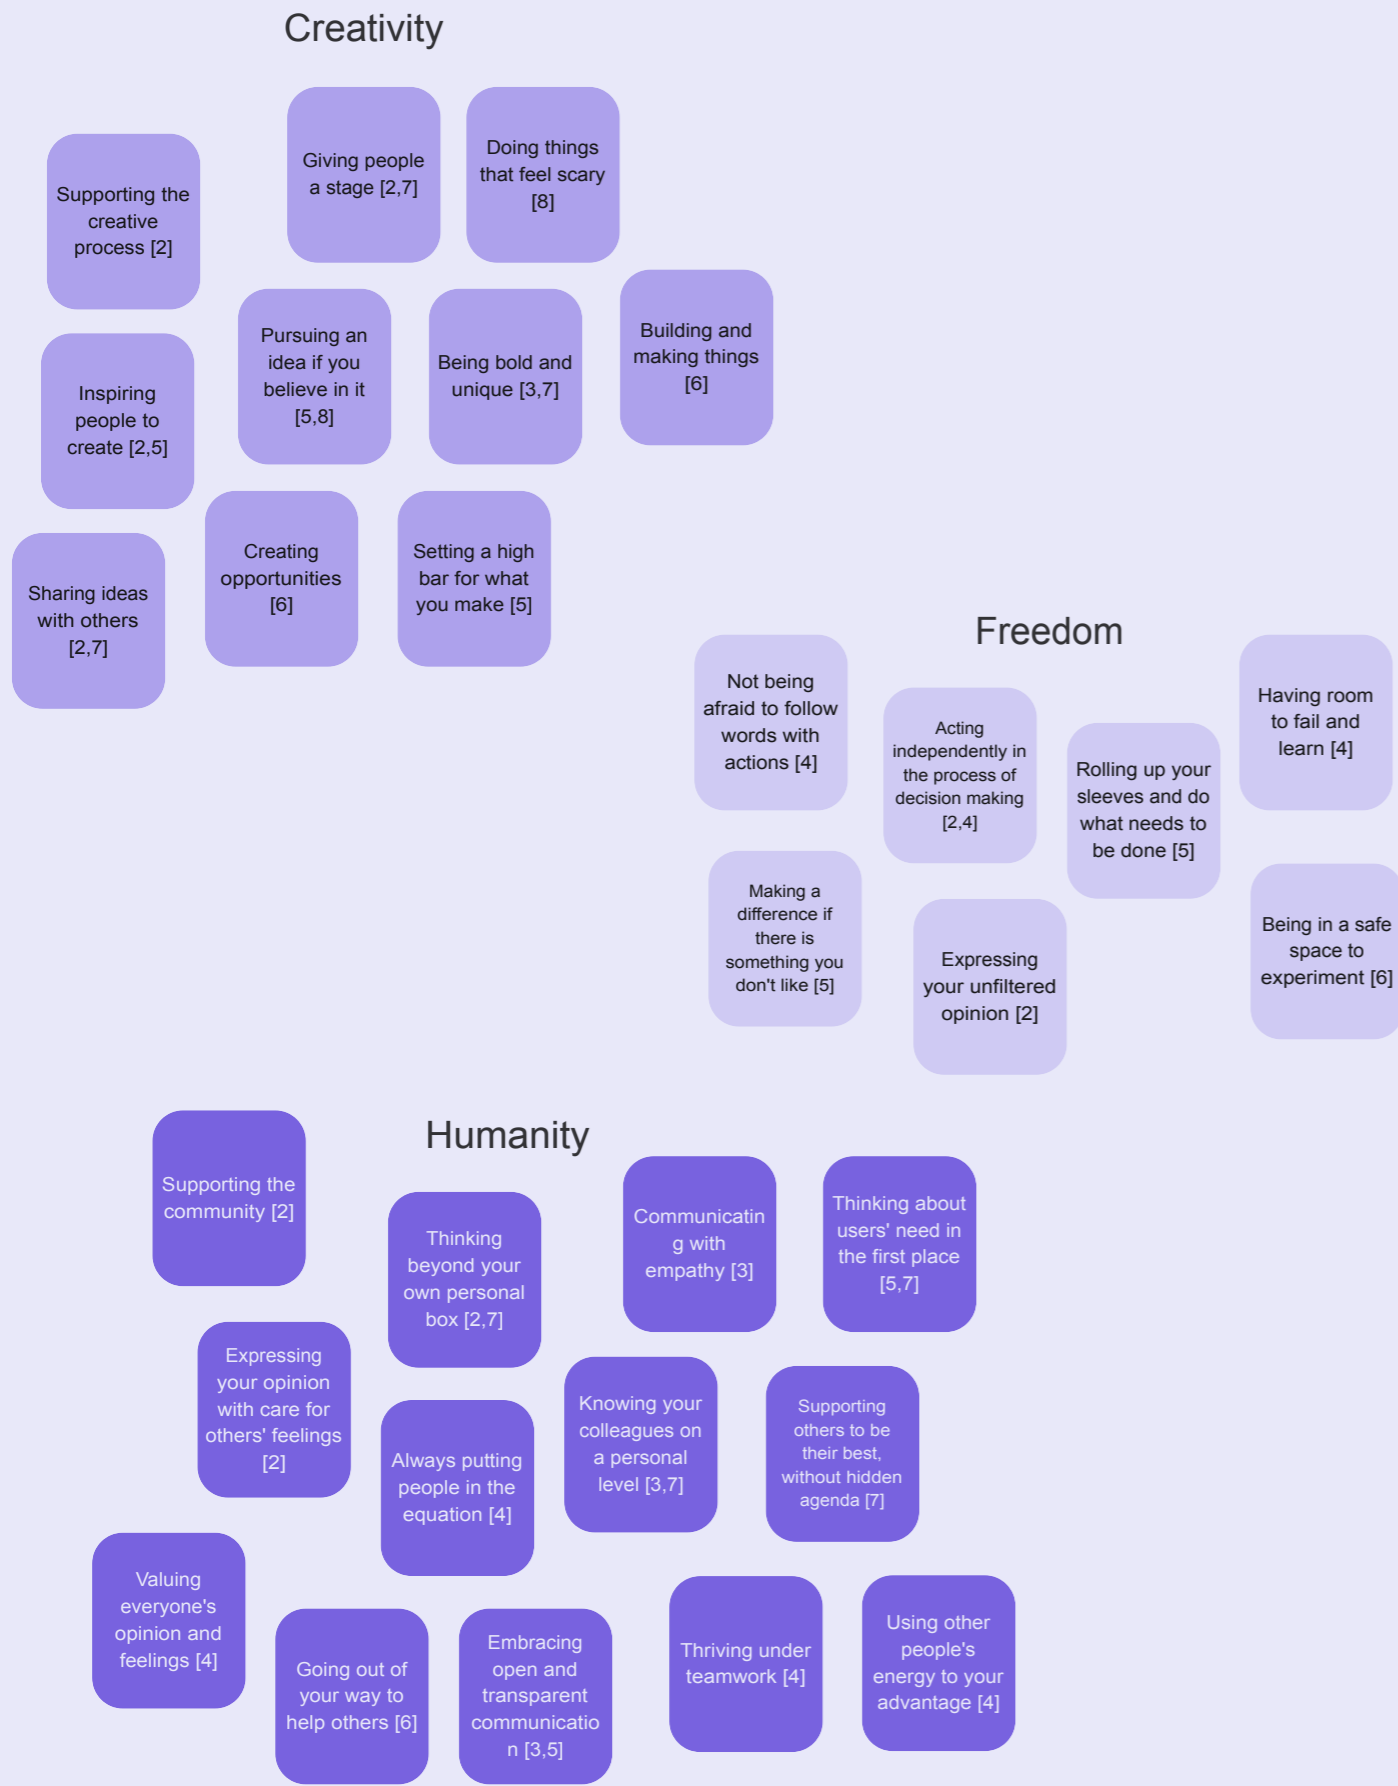 Creativity
Giving people
a stage [2,7]
Doing things
that feel scary
[8]
Supporting the
creative
process [2]
Pursuing an
idea if you
believe in it
[5,8]
Being bold and
unique [3,7]
Building and
making things
[6]
Inspiring
people to
create [2,5]
Creating
opportunities
[6]
Setting a high
bar for what
you make [5]
Sharing ideas
with others
[2,7]
Freedom
Not being
afraid to follow
words with
actions [4]
Acting
independently in
the process of
decision making
[2,4]
Rolling up your
sleeves and do
what needs to
be done [5]
Having room
to fail and
learn [4]
Making a
difference if
there is
something you
don't like [5]
Expressing
your unfiltered
opinion [2]
Being in a safe
space to
experiment [6]
Humanity
Supporting the
community [2]
Thinking
beyond your
own personal
box [2,7]
Communicatin
g with
empathy [3]
Thinking about
users' need in
the first place
[5,7]
Expressing
your opinion
with care for
others' feelings
[2]
Always putting
people in the
equation [4]
Knowing your
colleagues on
a personal
level [3,7]
Supporting
others to be
their best,
without hidden
agenda [7]
Valuing
everyone's
opinion and
feelings [4]
Going out of
your way to
help others [6]
Embracing
open and
transparent
communicatio
n [3,5]
Thriving under
teamwork [4]
Using other
people's
energy to your
advantage [4]